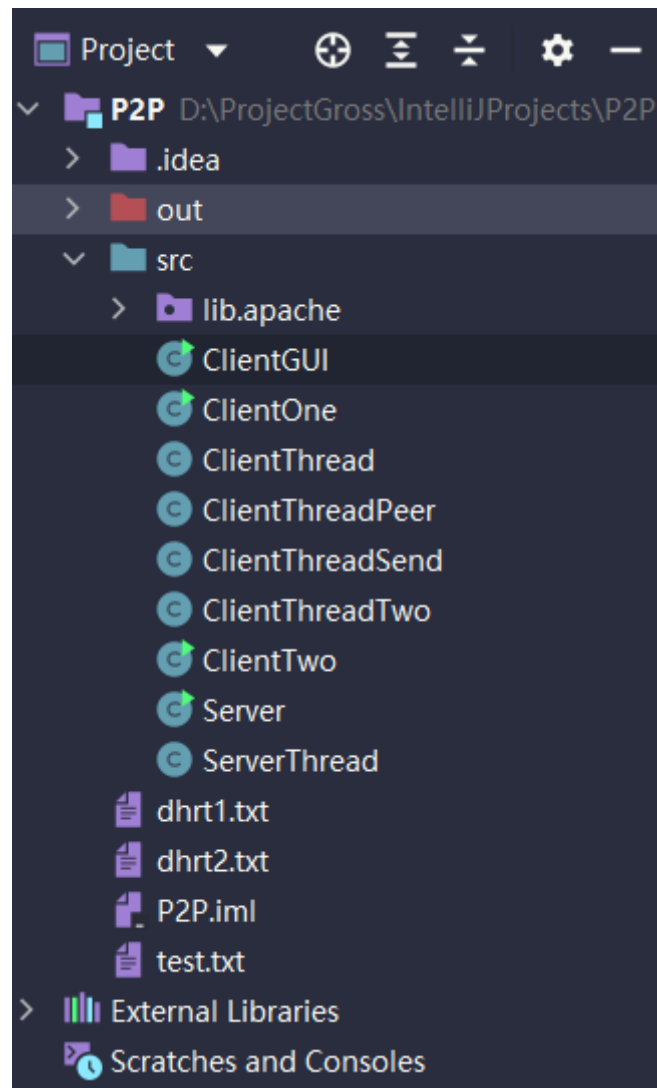 Project
P2P D:\ProjectGross\IntelliJProjects\P2P
.idea
out
src
lib.apache
ClientGUI
ClientOne
ClientThread
ClientThreadPeer
ClientThreadSend
ClientThreadTwo
ClientTwo
Server
ServerThread
dhrt1.txt
dhrt2.txt
P2P.iml
test.txt
External Libraries
Scratches and Consoles